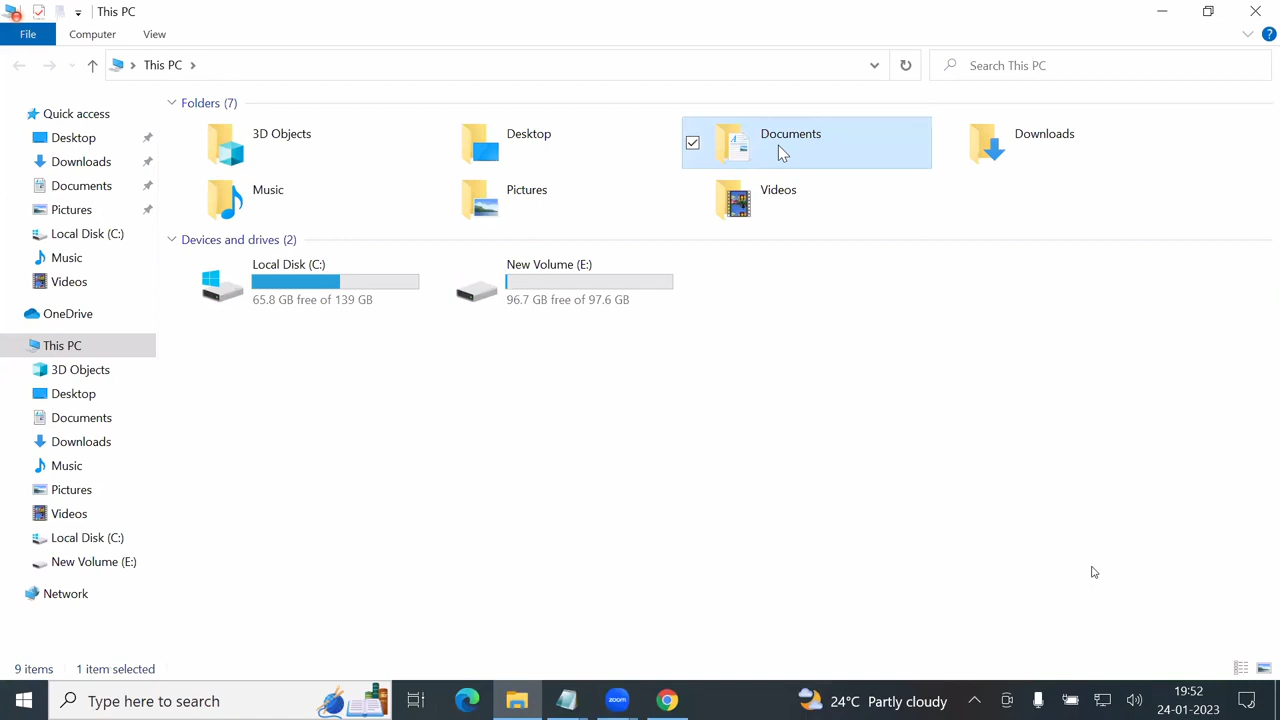 This PC
File
Computer
View
This PC
Search This PC
Quick access
Desktop
Downloads
Documents
Pictures
Local Disk (C:)
Music
Videos
OneDrive
This PC
3D Objects
Desktop
Documents
Downloads
Music
Pictures
Videos
Local Disk (C:)
New Volume (E:)
Network
Folders (7)
3D Objects
Desktop
Documents
Downloads
Music
Pictures
Videos
Devices and drives (2)
Local Disk (C:)
65.8 GB free of 139 GB
New Volume (E:)
96.7 GB free of 97.6 GB
9 items
1 item selected
Type here to search
zoom
24°C Partly cloudy
19:52
24-01-2023